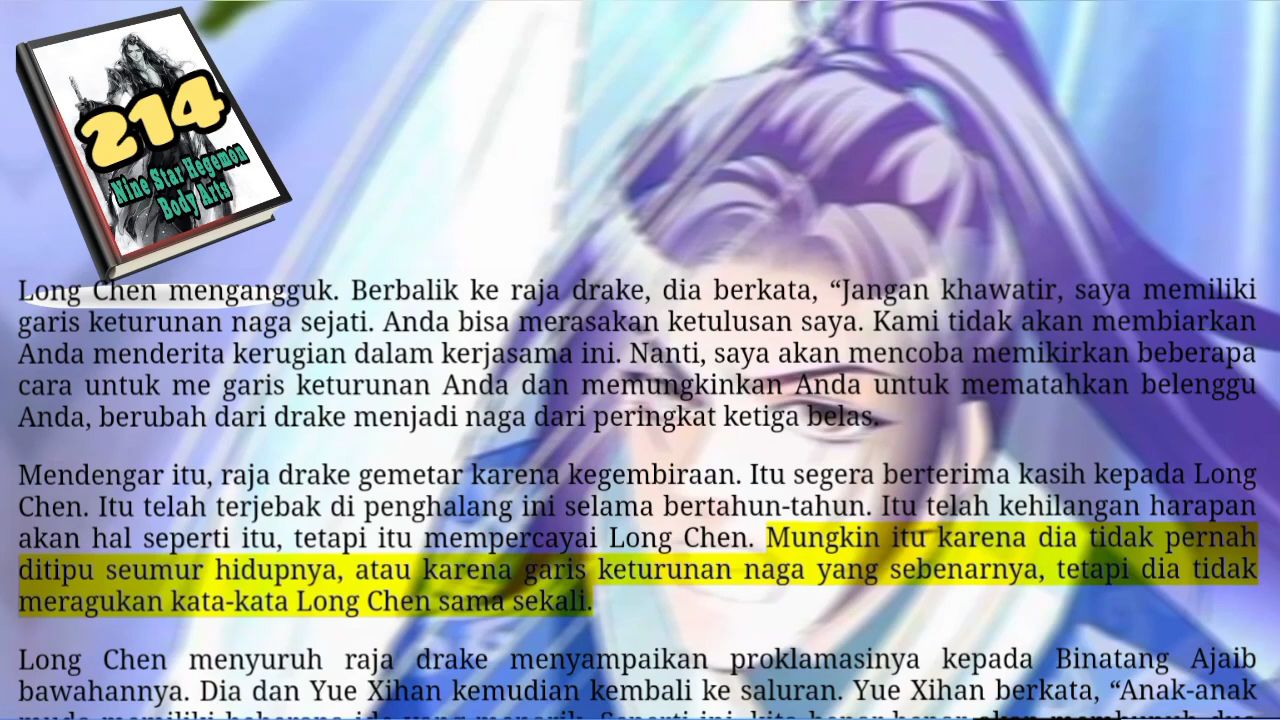 214
Nine Star Hegemon
Body Arts
Long Chen mengangguk. Berbalik ke raja drake, dia berkata, “Jangan khawatir, saya memiliki
garis keturunan naga sejati. Anda bisa merasakan ketulusan saya. Kami tidak akan membiarkan
Anda menderita kerugian dalam kerjasama ini. Nanti, saya akan mencoba memikirkan beberapa
cara untuk me garis keturunan Anda dan memungkinkan Anda untuk mematahkan belenggu
Anda, berubah dari drake menjadi naga dari peringkat ketiga belas.
Mendengar itu, raja drake gemetar karena kegembiraan. Itu segera berterima kasih kepada Long
Chen. Itu telah terjebak di penghalang ini selama bertahun-tahun. Itu telah kehilangan harapan
akan hal seperti itu, tetapi itu mempercayai Long Chen. Mungkin itu karena dia tidak pernah
ditipu seumur hidupnya, atau karena garis keturunan naga yang sebenarnya, tetapi dia tidak
meragukan kata-kata Long Chen sama sekali.
Long Chen menyuruh raja drake menyampaikan proklamasinya kepada Binatang Ajaib
bawahannya. Dia dan Yue Xihan kemudian kembali ke saluran. Yue Xihan berkata, “Anak-anak